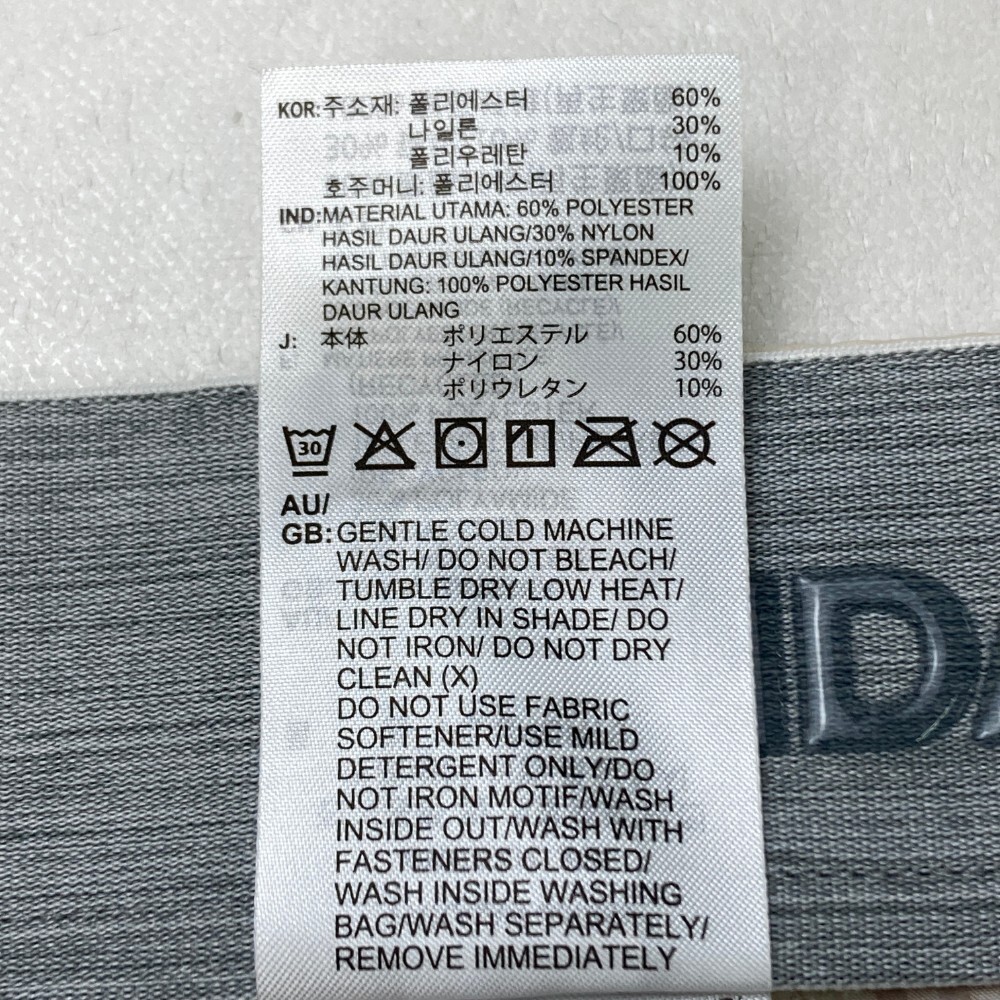 KOR: 주소재: 폴리에스터 60%
나일론 30%
폴리우레탄 10%
호주머니: 폴리에스터 100%
IND: MATERIAL UTAMA: 60% POLYESTER
HASIL DAUR ULANG/30% NYLON
HASIL DAUR ULANG/10% SPANDEX/
KANTUNG: 100% POLYESTER HASIL
DAUR ULANG
J: 本体 ポリエステル 60%
ナイロン 30%
ポリウレタン 10%
30
AU/
GB: GENTLE COLD MACHINE
WASH/ DO NOT BLEACH/
TUMBLE DRY LOW HEAT/
LINE DRY IN SHADE/ DO
NOT IRON/ DO NOT DRY
CLEAN (X)
DO NOT USE FABRIC
SOFTENER/USE MILD
DETERGENT ONLY/DO
NOT IRON MOTIF/WASH
INSIDE OUT/WASH WITH
FASTENERS CLOSED/
WASH INSIDE WASHING
BAG/WASH SEPARATELY/
REMOVE IMMEDIATELY